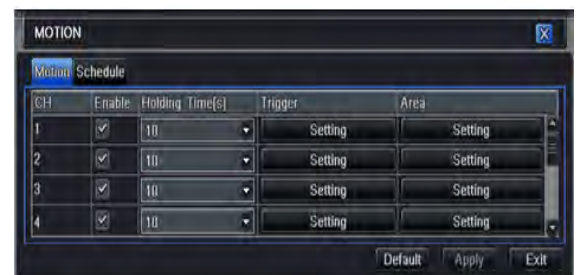 MOTION X
Motion Schedule
CH Enable Holding Time[s] Trigger Area
1 10 Setting Setting
2 10 Setting Setting
3 10 Setting Setting
4 10 Setting Setting
Default Apply Exit